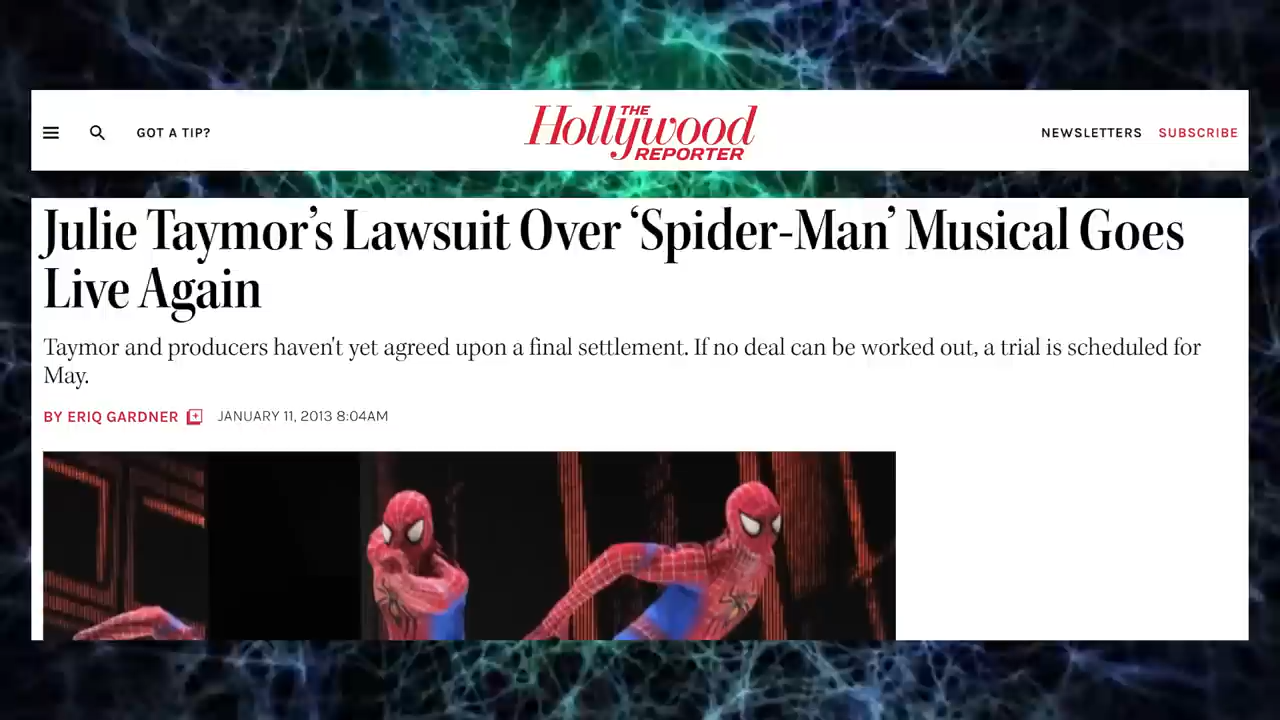 GOT A TIP?
THE
Hollywood
REPORTER
NEWSLETTERS SUBSCRIBE
Julie Taymor’s Lawsuit Over ‘Spider-Man’ Musical Goes
Live Again
Taymor and producers haven't yet agreed upon a final settlement. If no deal can be worked out, a trial is scheduled for
May.
BY ERIQ GARDNER JANUARY 11, 2013 8:04AM